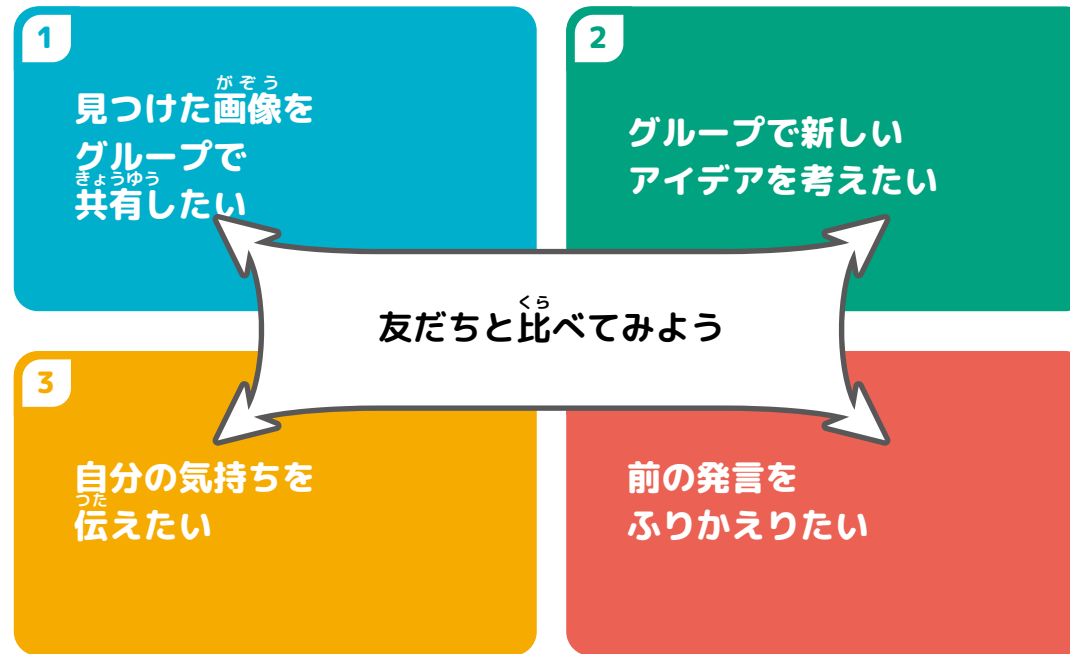 1
見つけた画像を
がぞう
グループで
共有したい
きょうゆう
2
グループで新しい
アイデアを考えたい
友だちと比べてみよう
くら
3
自分の気持ちを
伝えたい
つた
前の発言を
ふりかえりたい